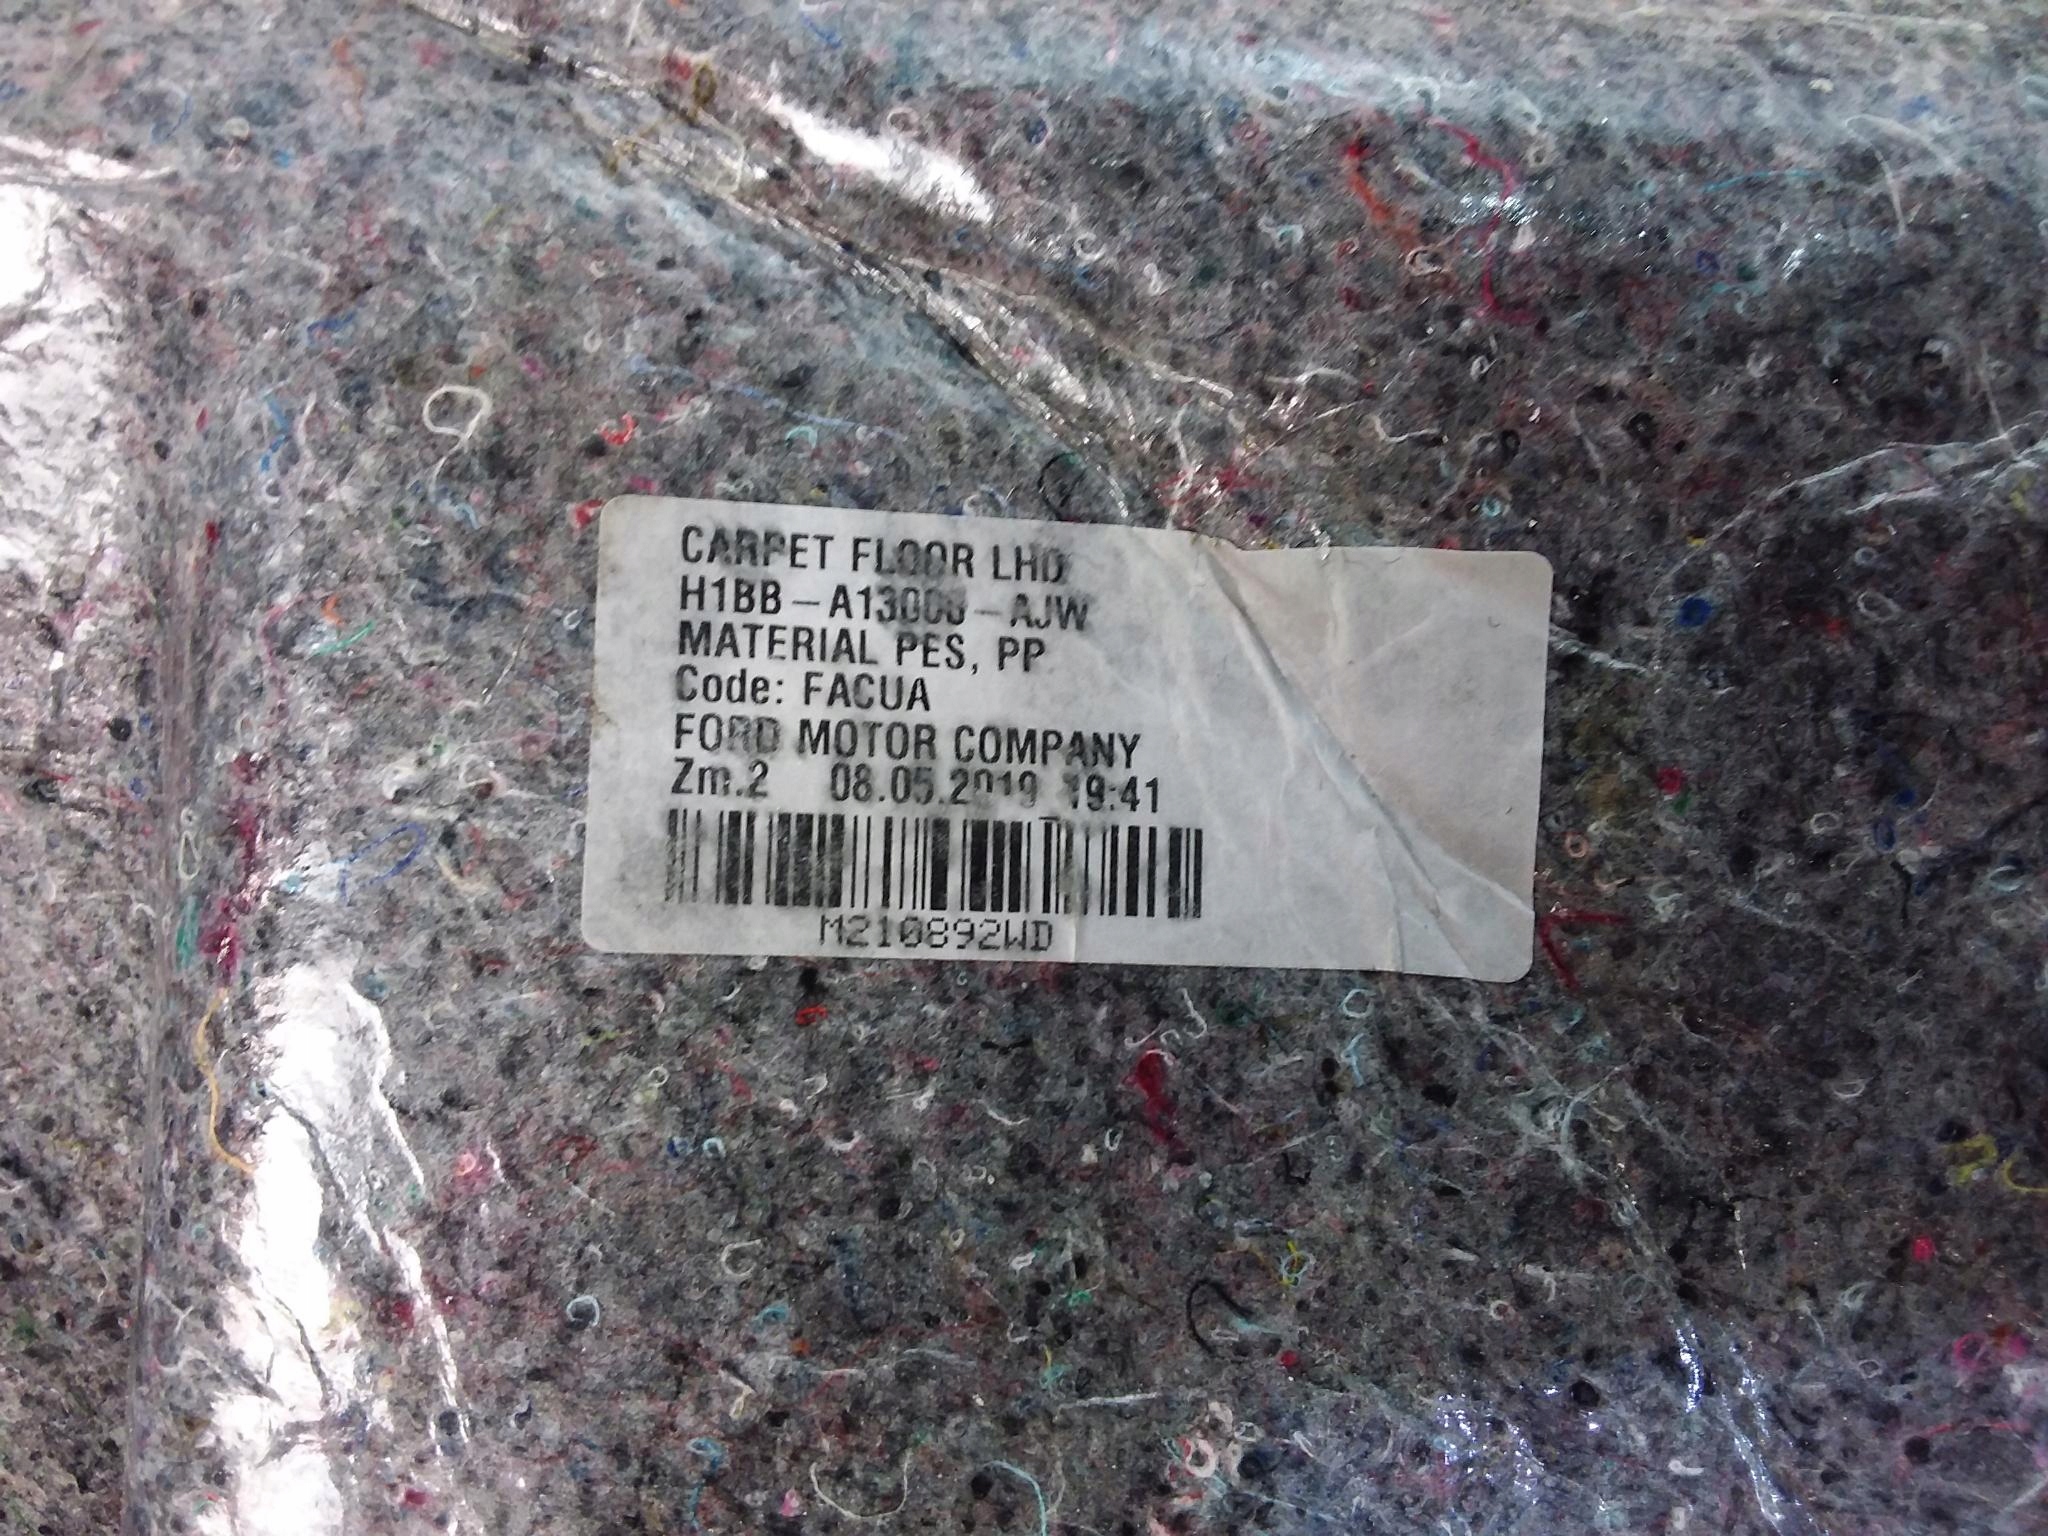 CARPET FLOOR LHD
H1BB-A13000-AJW
MATERIAL PES, PP
Code: FACUA
FORD MOTOR COMPANY
Zm.2 08.05.2019 19:41
M210892WD